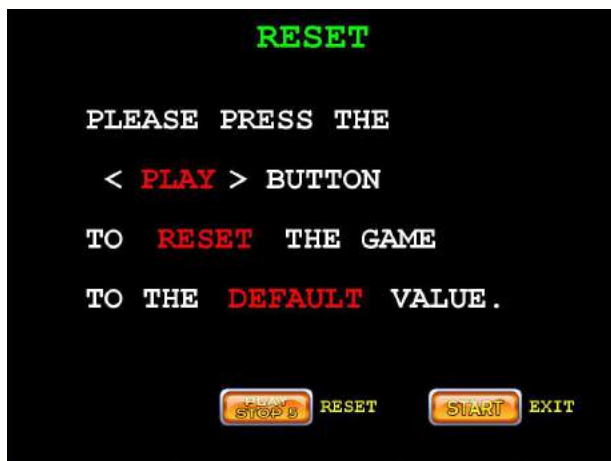 RESET
PLEASE PRESS THE
< PLAY > BUTTON
TO RESET THE GAME
TO THE DEFAULT VALUE.
PLAY
STOP 5 RESET START EXIT